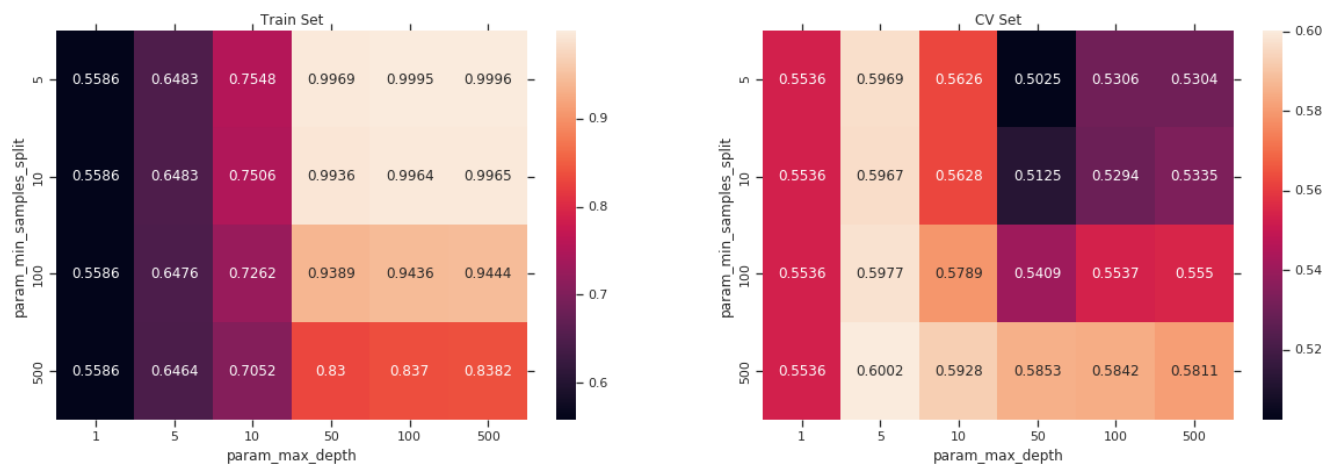 Train Set
5 0.5586 0.6483 0.7548 0.9969 0.9995 0.9996
10 0.5586 0.6483 0.7506 0.9936 0.9964 0.9965
100 0.5586 0.6476 0.7262 0.9389 0.9436 0.9444
500 0.5586 0.6464 0.7052 0.83 0.837 0.8382
1 5 10 50 100 500
param_max_depth
param_min_samples_split
0.9
0.8
0.7
0.6
CV Set
5 0.5536 0.5969 0.5626 0.5025 0.5306 0.5304
10 0.5536 0.5967 0.5628 0.5125 0.5294 0.5335
100 0.5536 0.5977 0.5789 0.5409 0.5537 0.555
500 0.5536 0.6002 0.5928 0.5853 0.5842 0.5811
1 5 10 50 100 500
param_max_depth
param_min_samples_split
0.60
0.58
0.56
0.54
0.52